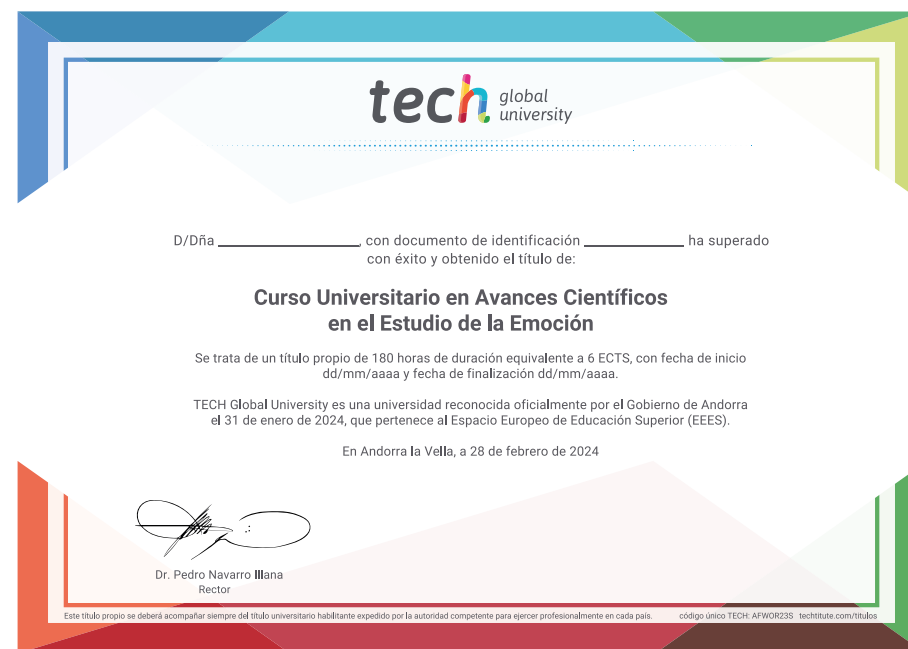 tech global university
D/Dña ____________________, con documento de identificación ______________ ha superado
con éxito y obtenido el título de:
Curso Universitario en Avances Científicos
en el Estudio de la Emoción
Se trata de un título propio de 180 horas de duración equivalente a 6 ECTS, con fecha de inicio
dd/mm/aaaa y fecha de finalización dd/mm/aaaa.
TECH Global University es una universidad reconocida oficialmente por el Gobierno de Andorra
el 31 de enero de 2024, que pertenece al Espacio Europeo de Educación Superior (EEES).
En Andorra la Vella, a 28 de febrero de 2024
Dr. Pedro Navarro Illana
Rector
Este título propio se deberá acompañar siempre del título universitario habilitante expedido por la autoridad competente para ejercer profesionalmente en cada país. código único TECH: AFWOR23S techtitute.com/titulos